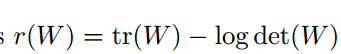 s r(W) = tr(W) − log det(W)